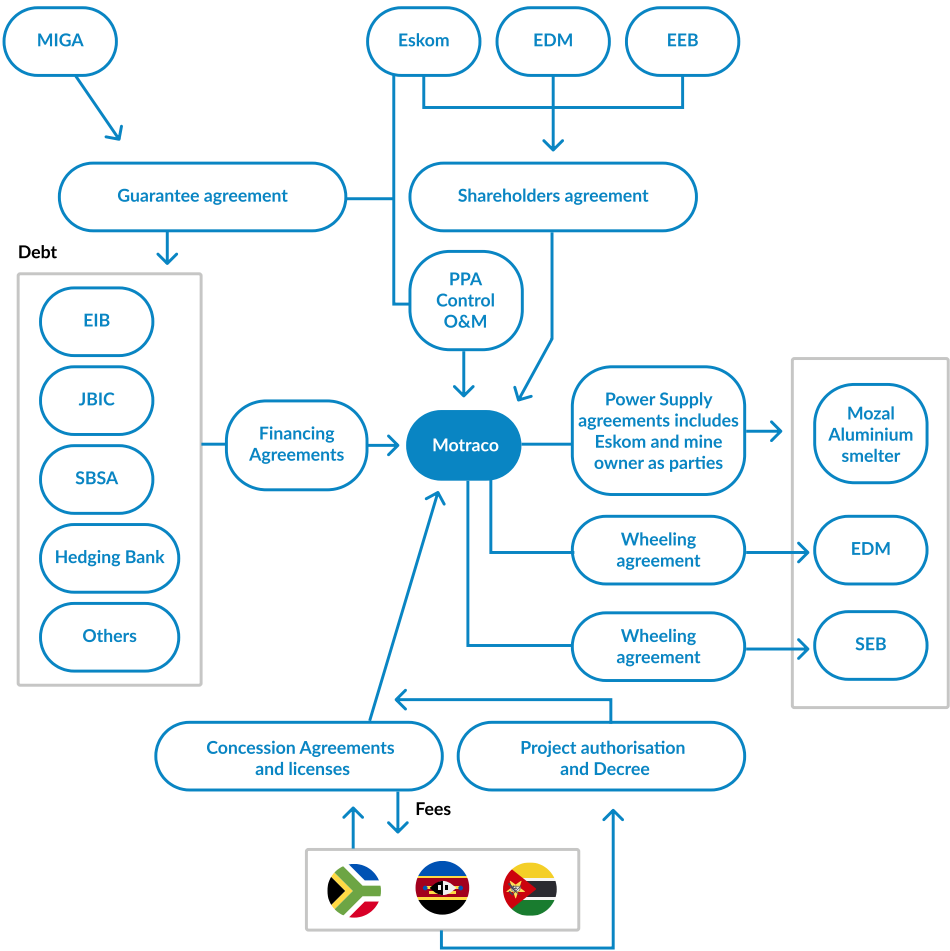 MIGA
Eskom
EDM
EEB
Guarantee agreement
Shareholders agreement
Debt
PPA
Control
O&M
EIB
JBIC
SBSA
Hedging Bank
Others
Financing
Agreements
Motraco
Power Supply
agreements includes
Eskom and mine
owner as parties
Mozal
Aluminium
smelter
Wheeling
agreement
EDM
Wheeling
agreement
SEB
Concession Agreements
and licenses
Project authorisation
and Decree
Fees